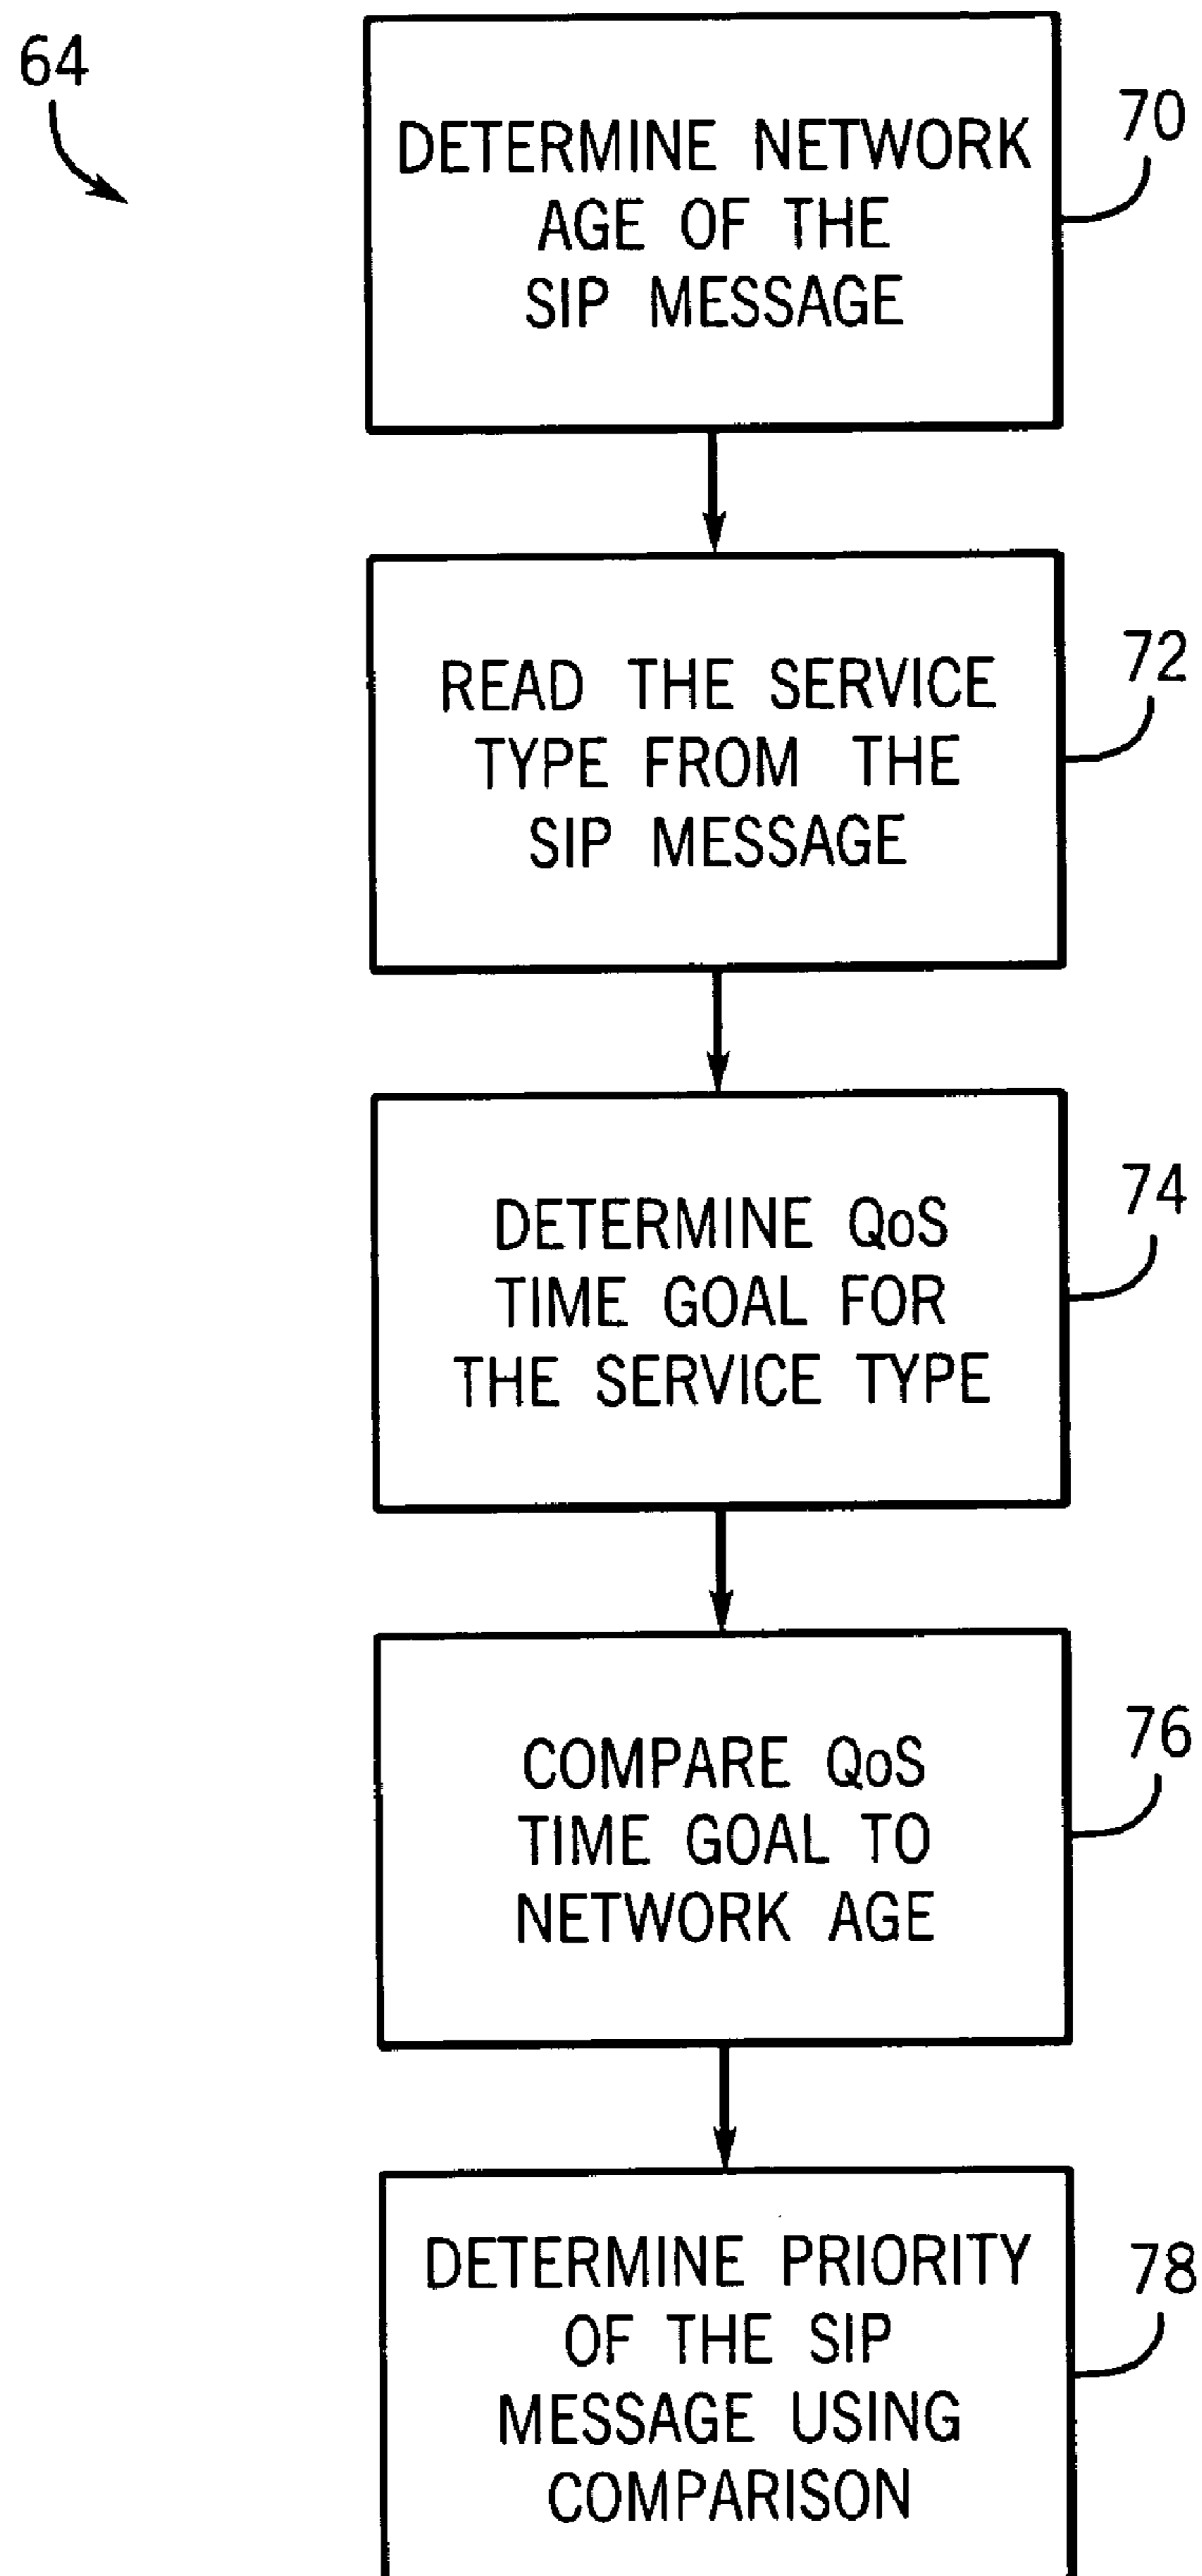 64
DETERMINE NETWORK
AGE OF THE
SIP MESSAGE
70
READ THE SERVICE
TYPE FROM THE
SIP MESSAGE
72
DETERMINE QoS
TIME GOAL FOR
THE SERVICE TYPE
74
COMPARE QoS
TIME GOAL TO
NETWORK AGE
76
DETERMINE PRIORITY
OF THE SIP
MESSAGE USING
COMPARISON
78